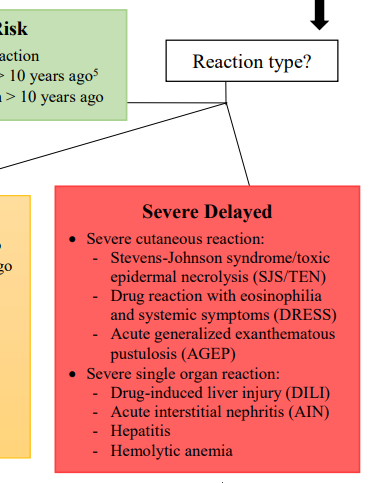 Risk
action
> 10 years ago5
> 10 years ago
Reaction type?
go
Severe Delayed
• Severe cutaneous reaction:
- Stevens-Johnson syndrome/toxic
epidermal necrolysis (SJS/TEN)
- Drug reaction with eosinophilia
and systemic symptoms (DRESS)
- Acute generalized exanthematous
pustulosis (AGEP)
• Severe single organ reaction:
- Drug-induced liver injury (DILI)
- Acute interstitial nephritis (AIN)
- Hepatitis
- Hemolytic anemia